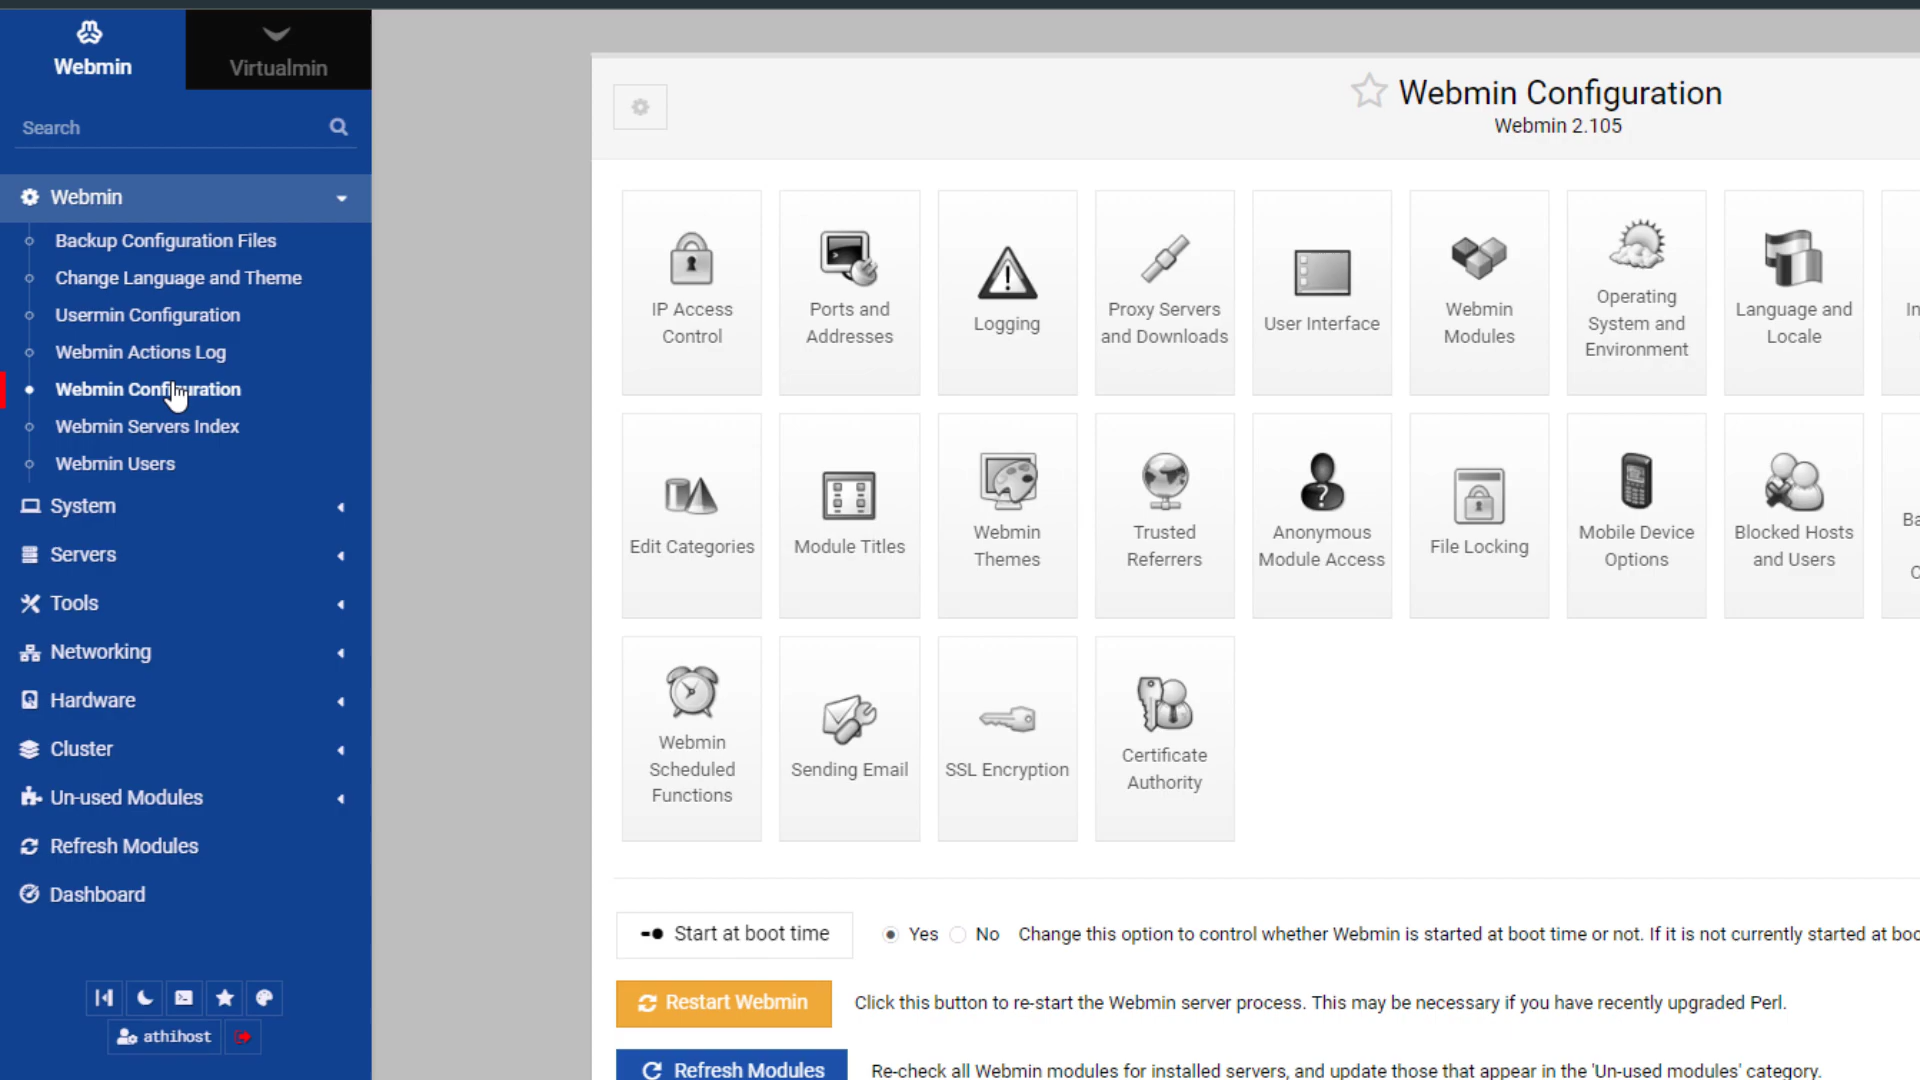 Webmin
Virtualmin
Search
Webmin
Backup Configuration Files
Change Language and Theme
Usermin Configuration
Webmin Actions Log
Webmin Configuration
Webmin Servers Index
Webmin Users
System
Servers
Tools
Networking
Hardware
Cluster
Un-used Modules
Refresh Modules
Dashboard
athihost
Webmin Configuration
Webmin 2.105
IP Access
Control
Ports and
Addresses
Logging
Proxy Servers
and Downloads
User Interface
Webmin
Modules
Operating
System and
Environment
Language and
Locale
Edit Categories
Module Titles
Webmin
Themes
Trusted
Referrers
Anonymous
Module Access
File Locking
Mobile Device
Options
Blocked Hosts
and Users
Webmin
Scheduled
Functions
Sending Email
SSL Encryption
Certificate
Authority
Start at boot time
Yes No Change this option to control whether Webmin is started at boot time or not. If it is not currently started at
Restart Webmin
Click this button to re-start the Webmin server process. This may be necessary if you have recently upgraded Perl.
Refresh Modules
Re-check all Webmin modules for installed servers, and update those that appear in the 'Un-used modules' category.